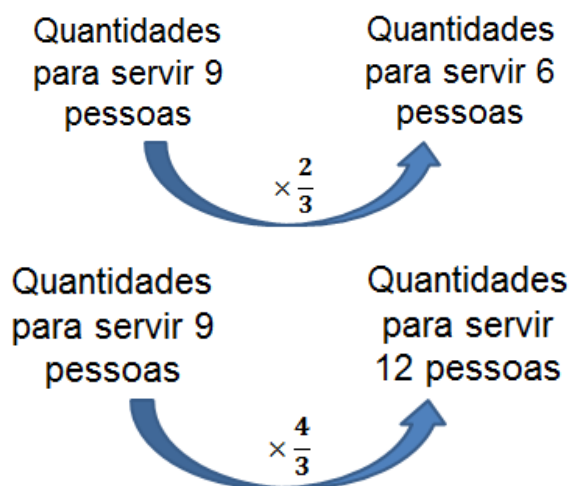 Quantidades
para servir 9
pessoas
Quantidades
para servir 6
pessoas
× 2/3
Quantidades
para servir 9
pessoas
Quantidades
para servir
12 pessoas
× 4/3